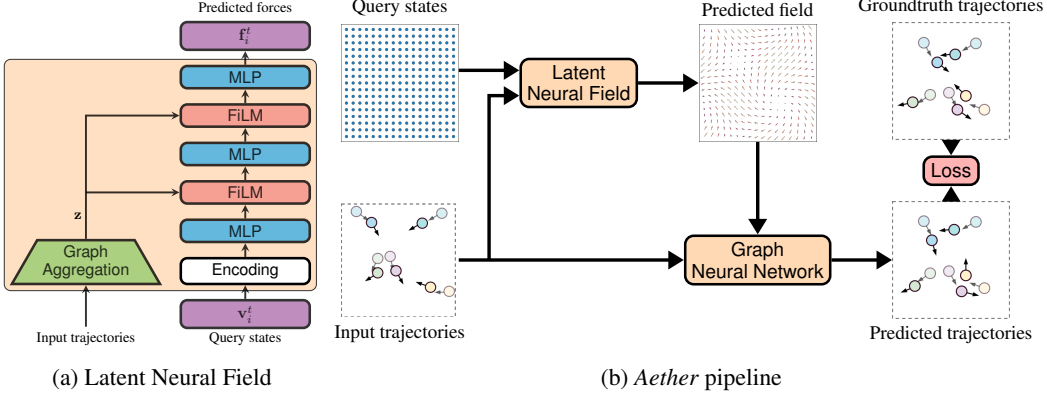 Predicted forces
f_i^t
MLP
FiLM
MLP
FiLM
z
MLP
Graph
Aggregation
Encoding
v_i^t
Input trajectories
Query states
(a) Latent Neural Field
Query states
Predicted field
Groundtruth trajectories
Latent
Neural Field
Loss
Graph
Neural Network
Input trajectories
Predicted trajectories
(b) Aether pipeline